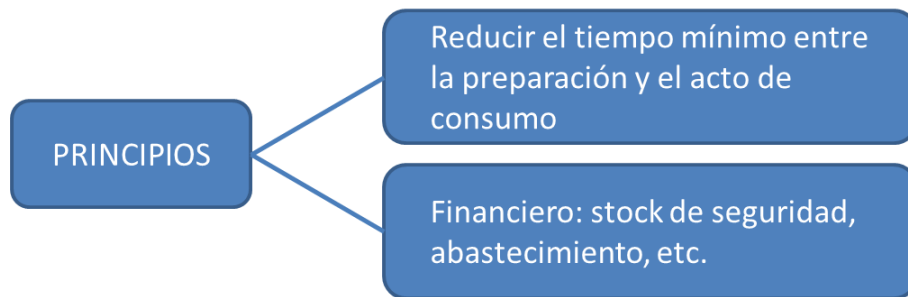 PRINCIPIOS
Reducir el tiempo mínimo entre
la preparación y el acto de
consumo
Financiero: stock de seguridad,
abastecimiento, etc.